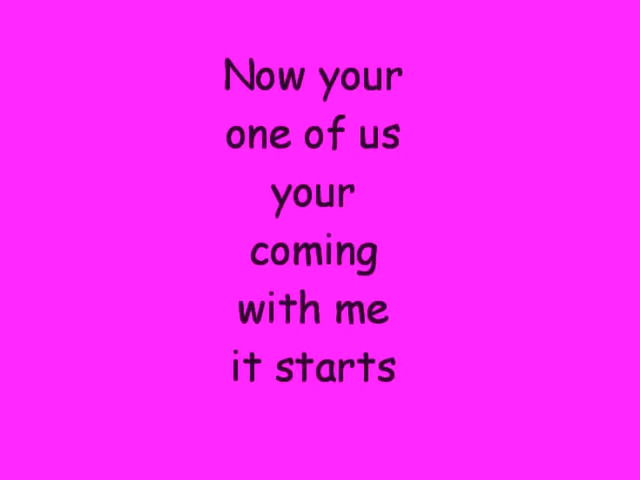 Now your
one of us
your
coming
with me
it starts